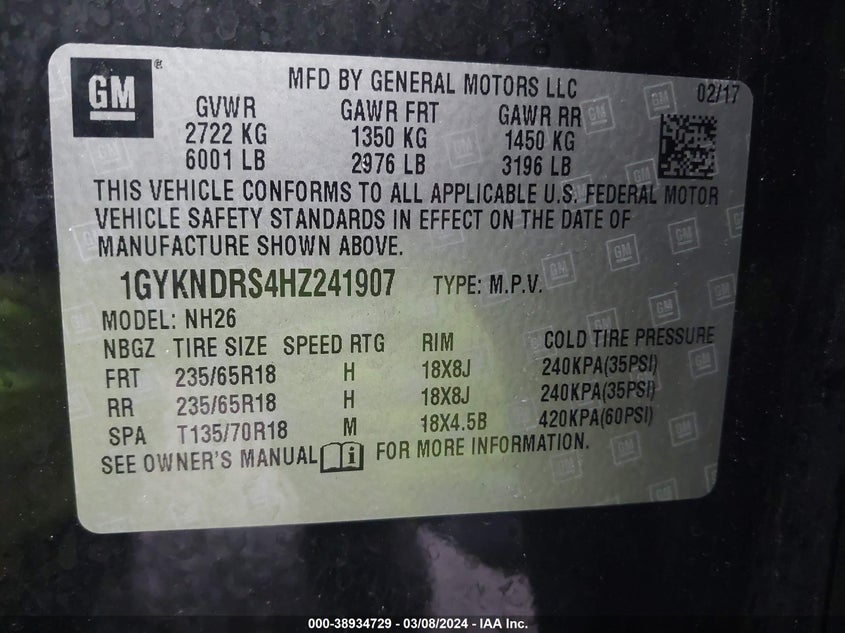 GM ®
MFD BY GENERAL MOTORS LLC
02/17
GVWR GAWR FRT GAWR RR
2722 KG 1350 KG 1450 KG
6001 LB 2976 LB 3196 LB
THIS VEHICLE CONFORMS TO ALL APPLICABLE U.S. FEDERAL MOTOR
VEHICLE SAFETY STANDARDS IN EFFECT ON THE DATE OF
MANUFACTURE SHOWN ABOVE.
1GYKNDRS4HZ241907 TYPE: M.P.V.
MODEL: NH26
NBGZ TIRE SIZE SPEED RTG RIM COLD TIRE PRESSURE
FRT 235/65R18 H 18X8J 240KPA(35PSI)
RR 235/65R18 H 18X8J 240KPA(35PSI)
SPA T135/70R18 M 18X4.5B 420KPA(60PSI)
SEE OWNER'S MANUAL FOR MORE INFORMATION.
000-38934729 - 03/08/2024 - IAA Inc.